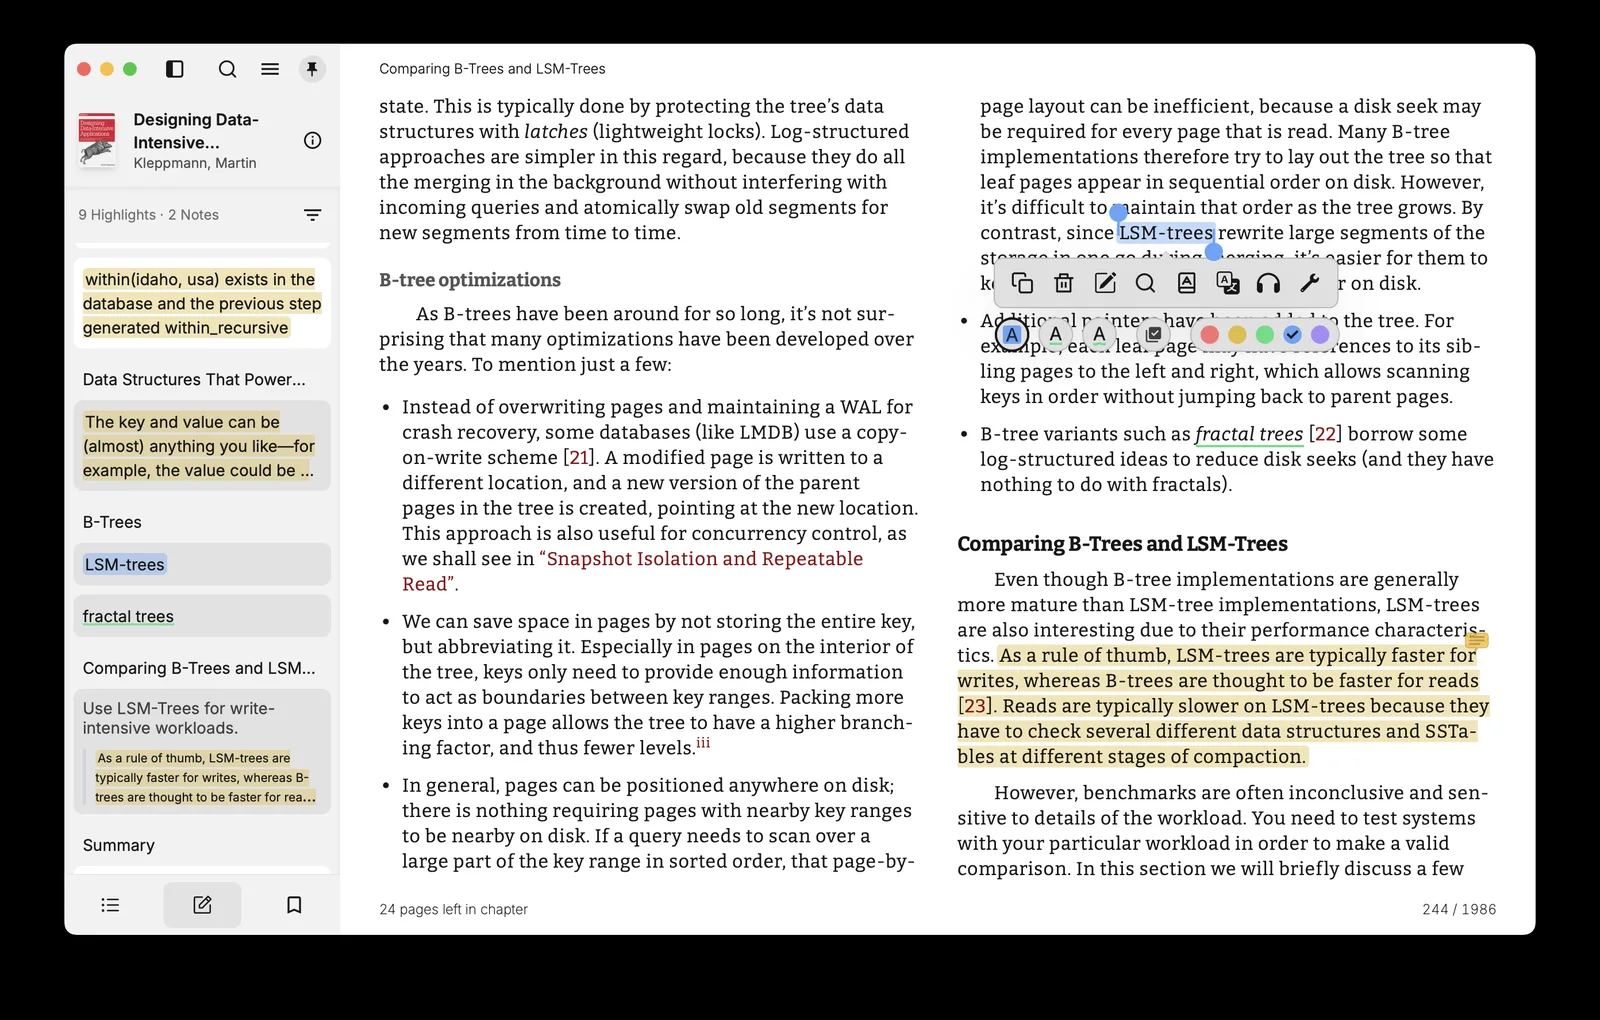 Comparing B-Trees and LSM-Trees
Designing Data-
Intensive...
Kleppmann, Martin
9 Highlights · 2 Notes
within(idaho, usa) exists in the
database and the previous step
generated within_recursive
Data Structures That Power...
The key and value can be
(almost) anything you like—for
example, the value could be ...
B-Trees
LSM-trees
fractal trees
Comparing B-Trees and LSM...
Use LSM-Trees for write-
intensive workloads.
As a rule of thumb, LSM-trees are
typically faster for writes, whereas B-
trees are thought to be faster for rea...
Summary
state. This is typically done by protecting the tree’s data
structures with latches (lightweight locks). Log-structured
approaches are simpler in this regard, because they do all
the merging in the background without interfering with
incoming queries and atomically swap old segments for
new segments from time to time.
B-tree optimizations
As B-trees have been around for so long, it’s not sur-
prising that many optimizations have been developed over
the years. To mention just a few:
• Instead of overwriting pages and maintaining a WAL for
crash recovery, some databases (like LMDB) use a copy-
on-write scheme [21]. A modified page is written to a
different location, and a new version of the parent
pages in the tree is created, pointing at the new location.
This approach is also useful for concurrency control, as
we shall see in “Snapshot Isolation and Repeatable
Read”.
• We can save space in pages by not storing the entire key,
but abbreviating it. Especially in pages on the interior of
the tree, keys only need to provide enough information
to act as boundaries between key ranges. Packing more
keys into a page allows the tree to have a higher branch-
ing factor, and thus fewer levels.iii
• In general, pages can be positioned anywhere on disk;
there is nothing requiring pages with nearby key ranges
to be nearby on disk. If a query needs to scan over a
large part of the key range in sorted order, that page-by-
page layout can be inefficient, because a disk seek may
be required for every page that is read. Many B-tree
implementations therefore try to lay out the tree so that
leaf pages appear in sequential order on disk. However,
it’s difficult to maintain that order as the tree grows. By
contrast, since LSM-trees rewrite large segments of the
storage in one go during merging, it’s easier for them to
r on disk.
• Additional pointers have been added to the tree. For
example, each leaf page may have references to its sib-
ling pages to the left and right, which allows scanning
keys in order without jumping back to parent pages.
• B-tree variants such as fractal trees [22] borrow some
log-structured ideas to reduce disk seeks (and they have
nothing to do with fractals).
Comparing B-Trees and LSM-Trees
Even though B-tree implementations are generally
more mature than LSM-tree implementations, LSM-trees
are also interesting due to their performance characteris-
tics. As a rule of thumb, LSM-trees are typically faster for
writes, whereas B-trees are thought to be faster for reads
[23]. Reads are typically slower on LSM-trees because they
have to check several different data structures and SSTa-
bles at different stages of compaction.
However, benchmarks are often inconclusive and sen-
sitive to details of the workload. You need to test systems
with your particular workload in order to make a valid
comparison. In this section we will briefly discuss a few
24 pages left in chapter
244 / 1986